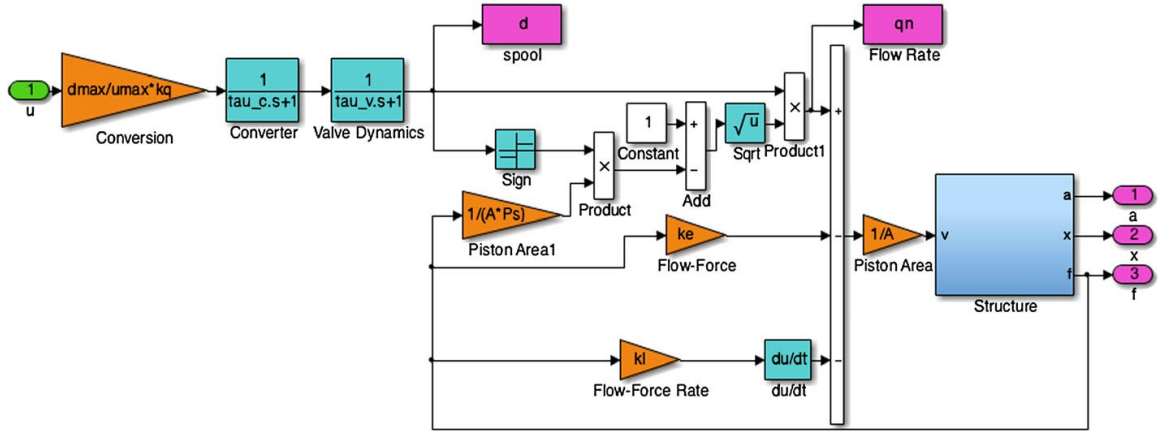 d
spool
qn
Flow Rate
1
u
dmax/umax*kq
Conversion
1
tau_c.s+1
Converter
1
tau_v.s+1
Valve Dynamics
Sign
×
Product
1
Constant
+
−
Add
√u
Sqrt
×
Product1
+
−
−
1/(A*Ps)
Piston Area1
ke
Flow-Force
kl
Flow-Force Rate
du/dt
du/dt
1/A
Piston Area
v
a
x
f
Structure
1
a
2
x
3
f